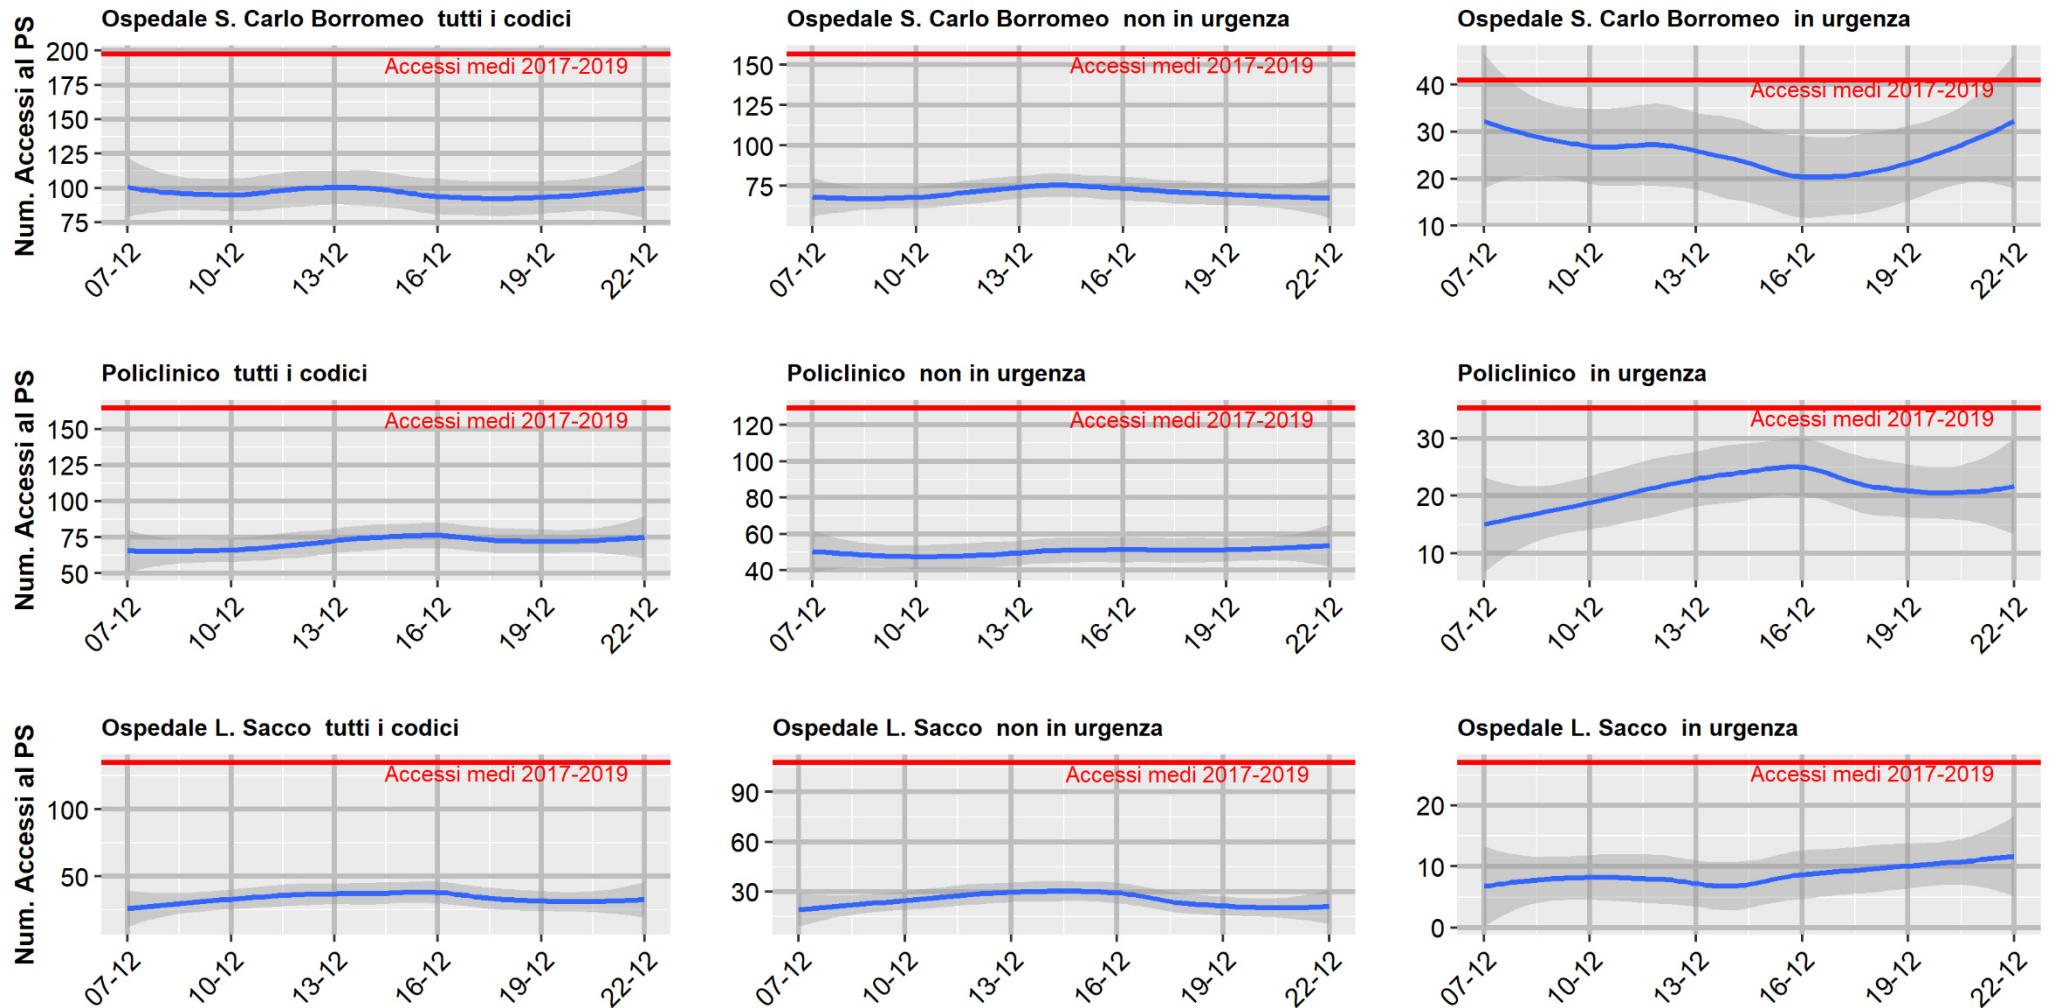 Ospedale S. Carlo Borromeo  tutti i codici
Num. Accessi al PS
200
175
150
125
100
75
Accessi medi 2017-2019
07-12 10-12 13-12 16-12 19-12 22-12
Ospedale S. Carlo Borromeo  non in urgenza
150
125
100
75
Accessi medi 2017-2019
07-12 10-12 13-12 16-12 19-12 22-12
Ospedale S. Carlo Borromeo  in urgenza
40
30
20
10
Accessi medi 2017-2019
07-12 10-12 13-12 16-12 19-12 22-12
Policlinico  tutti i codici
Num. Accessi al PS
150
125
100
75
50
Accessi medi 2017-2019
07-12 10-12 13-12 16-12 19-12 22-12
Policlinico  non in urgenza
120
100
80
60
40
Accessi medi 2017-2019
07-12 10-12 13-12 16-12 19-12 22-12
Policlinico  in urgenza
30
20
10
Accessi medi 2017-2019
07-12 10-12 13-12 16-12 19-12 22-12
Ospedale L. Sacco  tutti i codici
Num. Accessi al PS
100
50
Accessi medi 2017-2019
07-12 10-12 13-12 16-12 19-12 22-12
Ospedale L. Sacco  non in urgenza
90
60
30
Accessi medi 2017-2019
07-12 10-12 13-12 16-12 19-12 22-12
Ospedale L. Sacco  in urgenza
20
10
0
Accessi medi 2017-2019
07-12 10-12 13-12 16-12 19-12 22-12